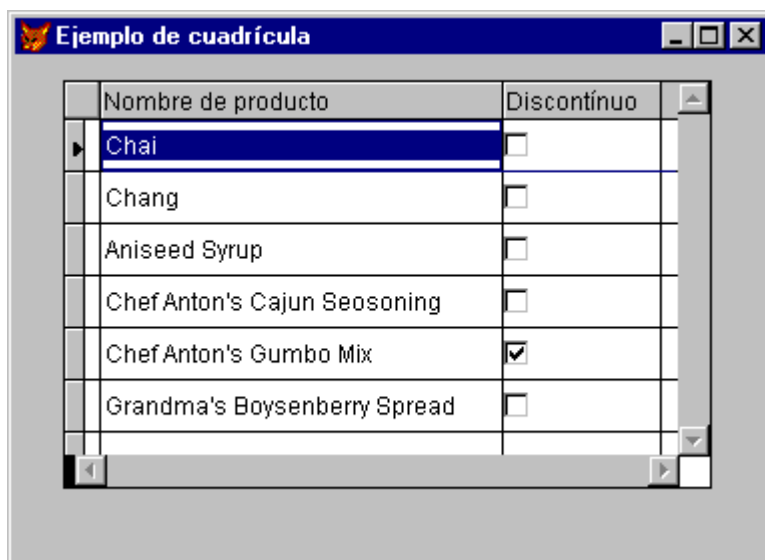 Ejemplo de cuadrícula
Nombre de producto Discontínuo
Chai
Chang
Aniseed Syrup
Chef Anton's Cajun Seosoning
Chef Anton's Gumbo Mix
Grandma's Boysenberry Spread